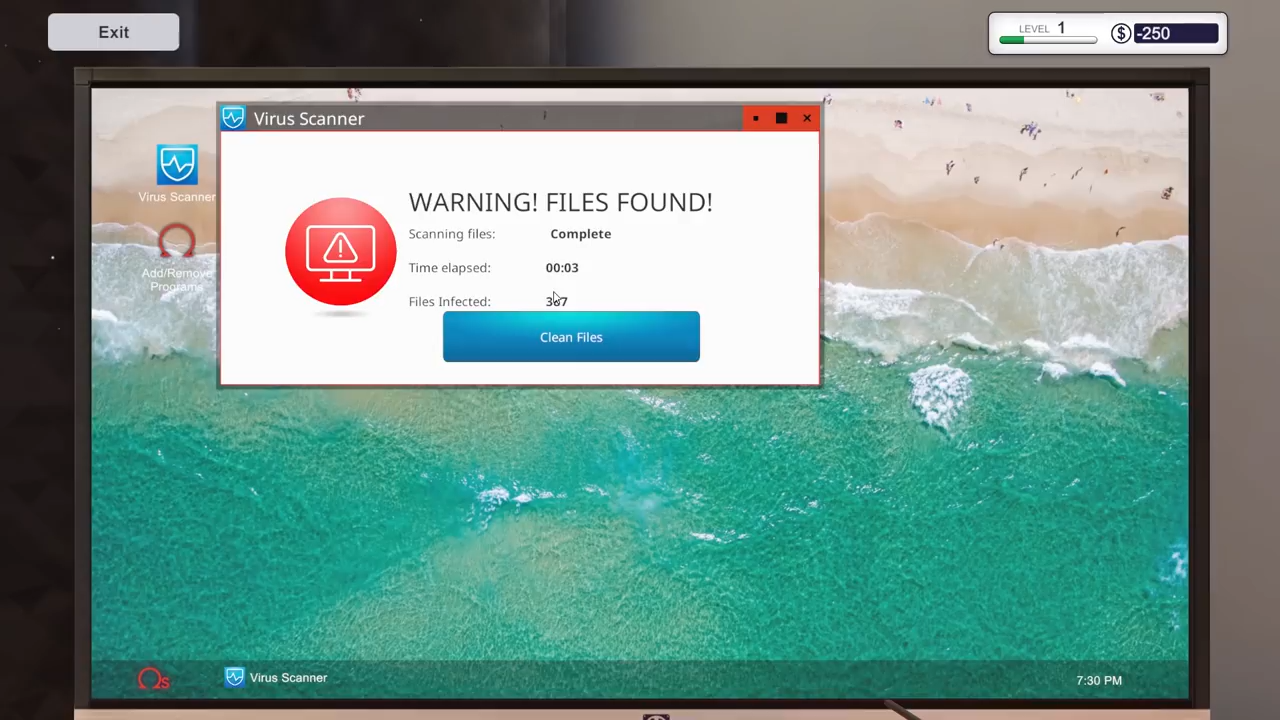 Exit
LEVEL 1
$ -250
Virus Scanner
Virus Scanner
WARNING! FILES FOUND!
Scanning files: Complete
Time elapsed: 00:03
Files Infected:
Clean Files
Add/Remove
Programs
Ωs
Virus Scanner
7:30 PM